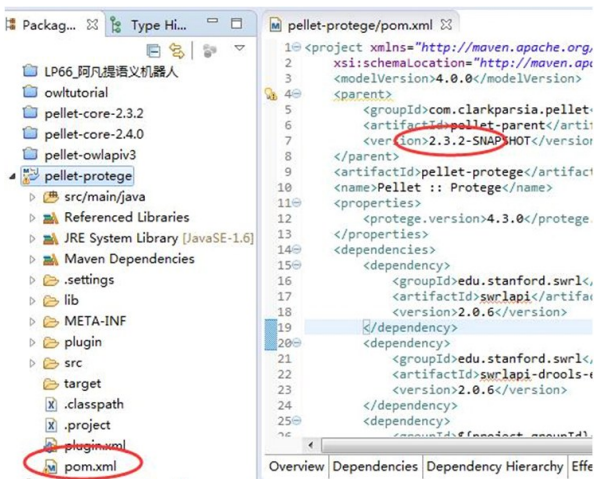 Packag...
Type Hi...
LP66_阿凡提语义机器人
owltutorial
pellet-core-2.3.2
pellet-core-2.4.0
pellet-owlapiv3
pellet-protege
src/main/java
Referenced Libraries
JRE System Library [JavaSE-1.6]
Maven Dependencies
.settings
lib
META-INF
plugin
src
target
.classpath
.project
plugin.xml
pom.xml
pellet-protege/pom.xml
1 <project xmlns="http://maven.apache.org/
2 xsi:schemaLocation="http://maven.apa
3 <modelVersion>4.0.0</modelVersion>
4 <parent>
5 <groupId>com.clarkparsia.pellet<
6 <artifactId>pellet-parent</artif
7 <version>2.3.2-SNAPSHOT</version
8 </parent>
9 <artifactId>pellet-protege</artifact
10 <name>Pellet :: Protege</name>
11 <properties>
12 <protege.version>4.3.0</protege.
13 </properties>
14 <dependencies>
15 <dependency>
16 <groupId>edu.stanford.swrl</
17 <artifactId>swrlapi</artifac
18 <version>2.0.6</version>
19 </dependency>
20 <dependency>
21 <groupId>edu.stanford.swrl</
22 <artifactId>swrlapi-drools-e
23 <version>2.0.6</version>
24 </dependency>
25 <dependency>
26 <groupId>${project.groupId}
Overview Dependencies Dependency Hierarchy Effe